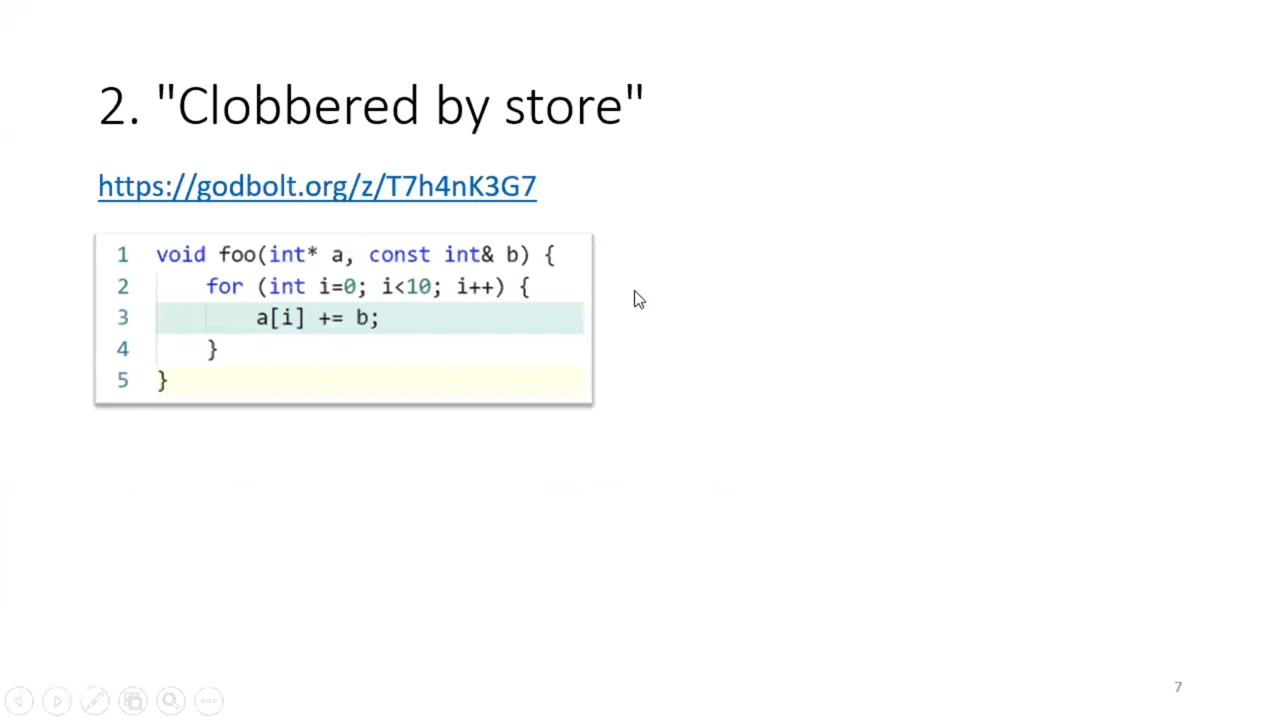 2. "Clobbered by store"
https://godbolt.org/z/T7h4nK3G7
1 void foo(int* a, const int& b) {
2 for (int i=0; i<10; i++) {
3 a[i] += b;
4 }
5 }
7